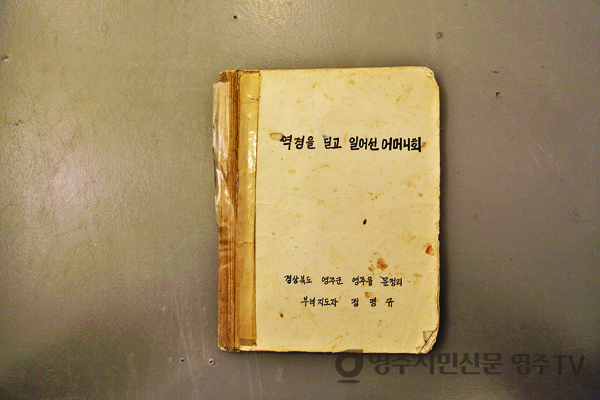 역경을 딛고 일어선 어머니회
경상북도 영주군 영주읍 문정리
부녀지도자 정명규
영주시민신문 영주TV